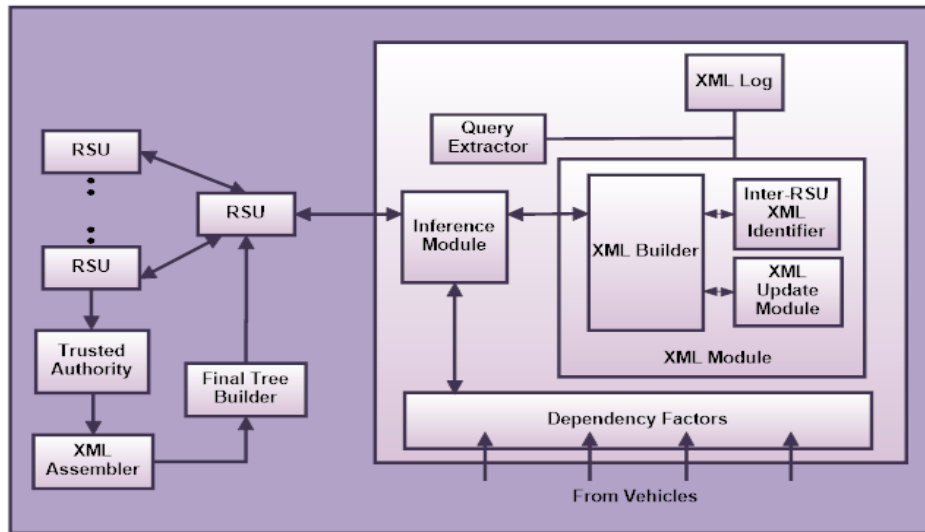 XML Log
Query
Extractor
RSU
RSU
RSU
Inference
Module
XML Builder
Inter-RSU
XML
Identifier
XML
Update
Module
XML Module
Trusted
Authority
Final Tree
Builder
XML
Assembler
Dependency Factors
From Vehicles